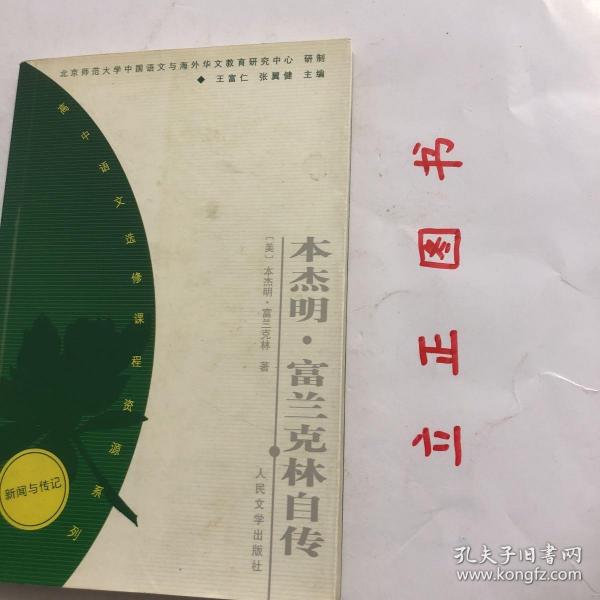 北京师范大学中国语文与海外华文教育研究中心 研制
◆ 王富仁 张翼健 主编
高中语文选修课程资源系列
本杰明·富兰克林自传
〔美〕本杰明·富兰克林 著
人民文学出版社
新闻与传记
立正图书
孔夫子旧书网
www.kongfz.com